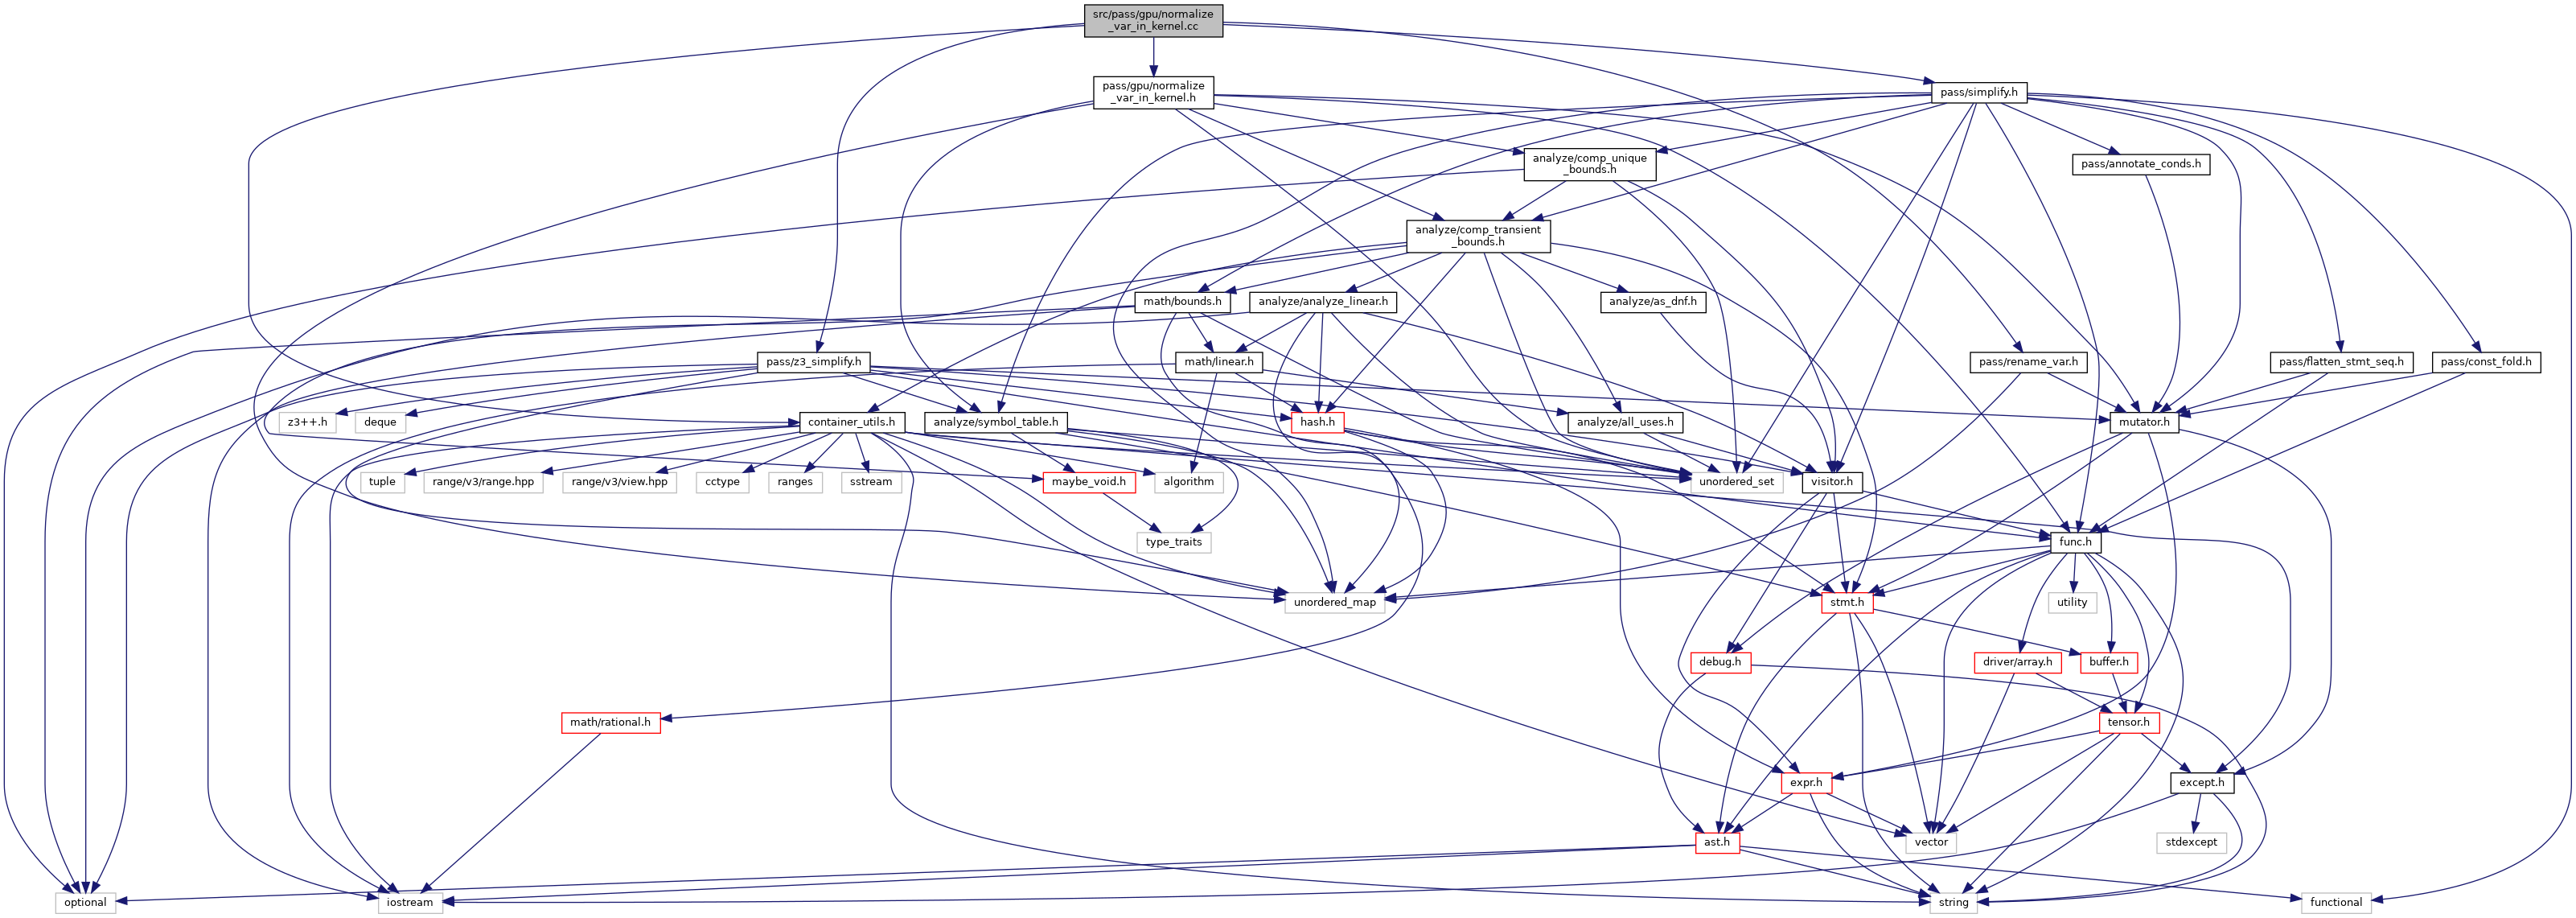 src/pass/gpu/normalize
_var_in_kernel.cc
pass/gpu/normalize
_var_in_kernel.h
pass/simplify.h
analyze/comp_unique
_bounds.h
pass/annotate_conds.h
analyze/comp_transient
_bounds.h
math/bounds.h
analyze/analyze_linear.h
analyze/as_dnf.h
pass/z3_simplify.h
math/linear.h
pass/rename_var.h
pass/flatten_stmt_seq.h
pass/const_fold.h
z3++.h
deque
container_utils.h
analyze/symbol_table.h
hash.h
analyze/all_uses.h
mutator.h
tuple
range/v3/range.hpp
range/v3/view.hpp
cctype
ranges
sstream
maybe_void.h
algorithm
unordered_set
visitor.h
type_traits
func.h
unordered_map
stmt.h
utility
debug.h
driver/array.h
buffer.h
math/rational.h
tensor.h
expr.h
except.h
ast.h
vector
stdexcept
optional
iostream
string
functional